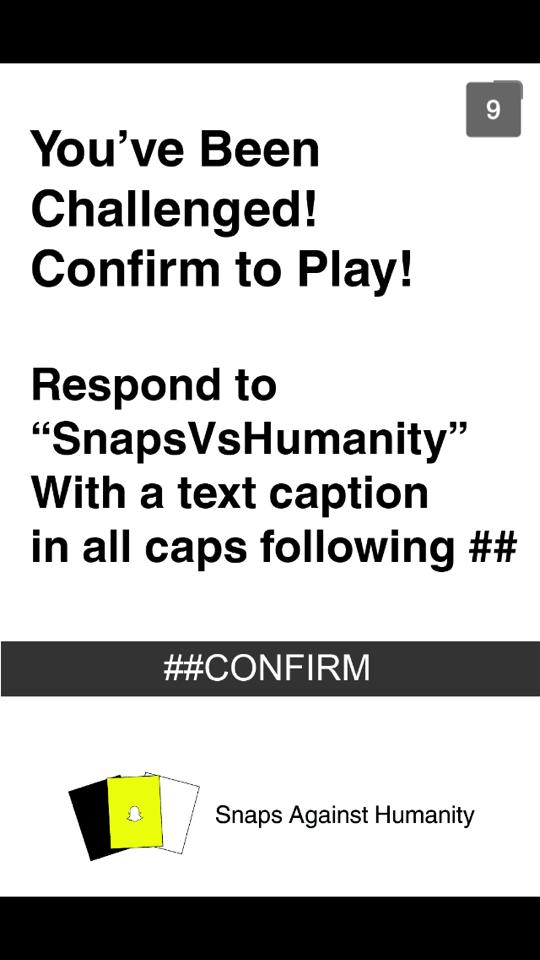 9
You’ve Been
Challenged!
Confirm to Play!
Respond to
“SnapsVsHumanity”
With a text caption
in all caps following ##
##CONFIRM
Snaps Against Humanity